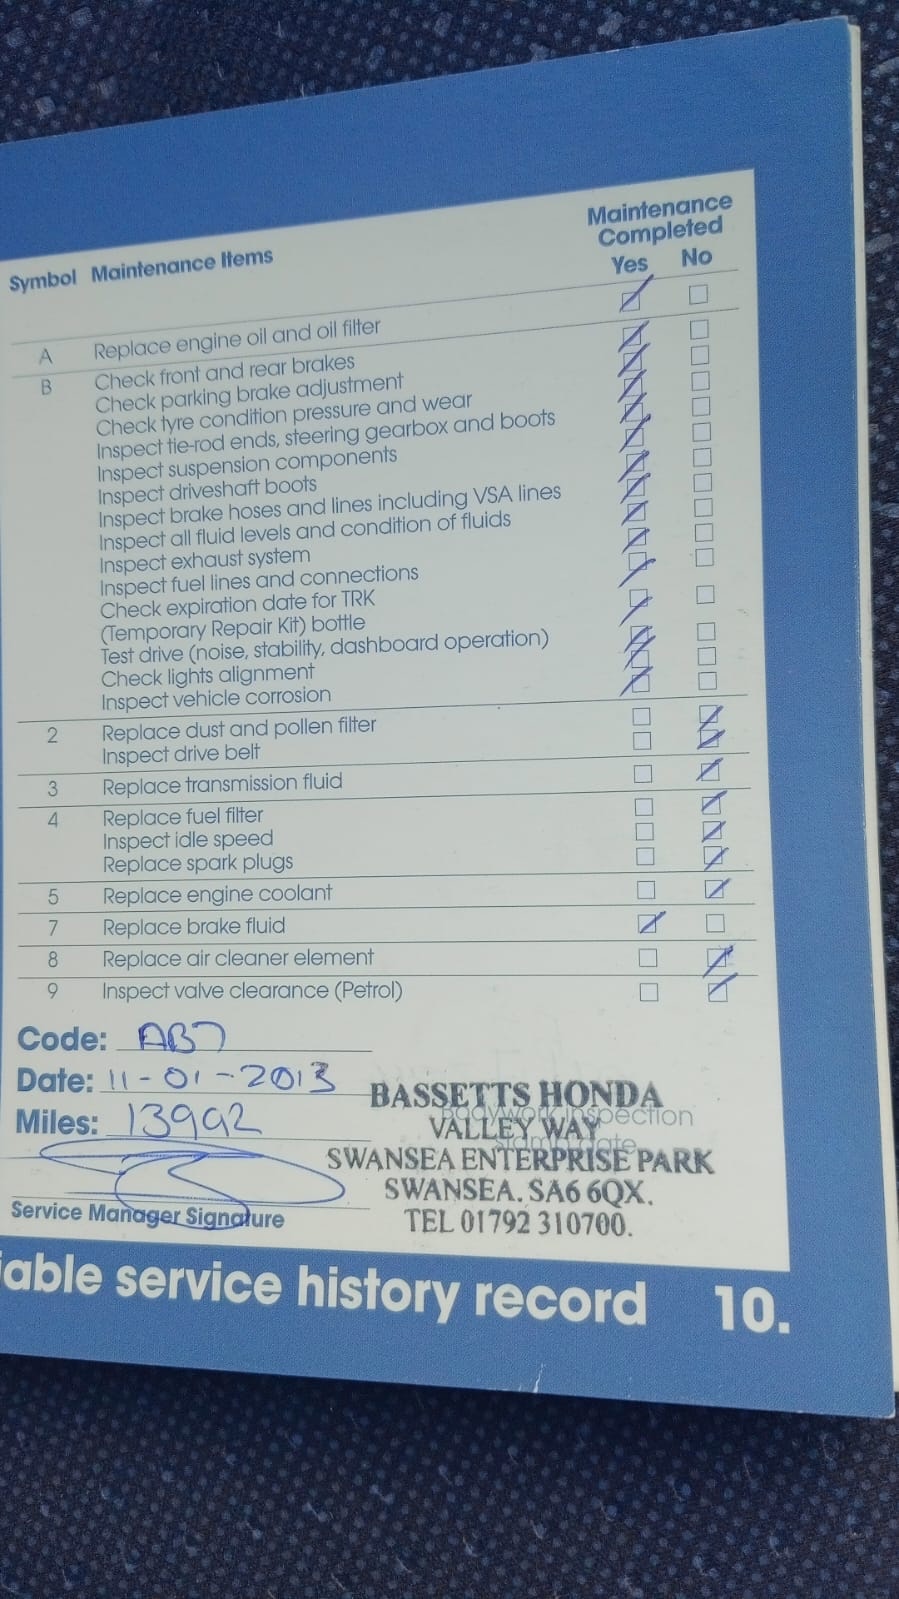 Maintenance
Completed
Symbol Maintenance Items Yes No
A Replace engine oil and oil filter
B Check front and rear brakes
Check parking brake adjustment
Check tyre condition pressure and wear
Inspect tie-rod ends, steering gearbox and boots
Inspect suspension components
Inspect driveshaft boots
Inspect brake hoses and lines including VSA lines
Inspect all fluid levels and condition of fluids
Inspect exhaust system
Inspect fuel lines and connections
Check expiration date for TRK
(Temporary Repair Kit) bottle
Test drive (noise, stability, dashboard operation)
Check lights alignment
Inspect vehicle corrosion
2 Replace dust and pollen filter
Inspect drive belt
3 Replace transmission fluid
4 Replace fuel filter
Inspect idle speed
Replace spark plugs
5 Replace engine coolant
7 Replace brake fluid
8 Replace air cleaner element
9 Inspect valve clearance (Petrol)
Code: AB7
Date: 11-01-2013
Miles: 13992
Service Manager Signature
BASSETTS HONDA
Bodywork inspection
VALLEY WAY
SWANSEA ENTERPRISE PARK
SWANSEA. SA6 6QX.
TEL 01792 310700.
iable service history record 10.